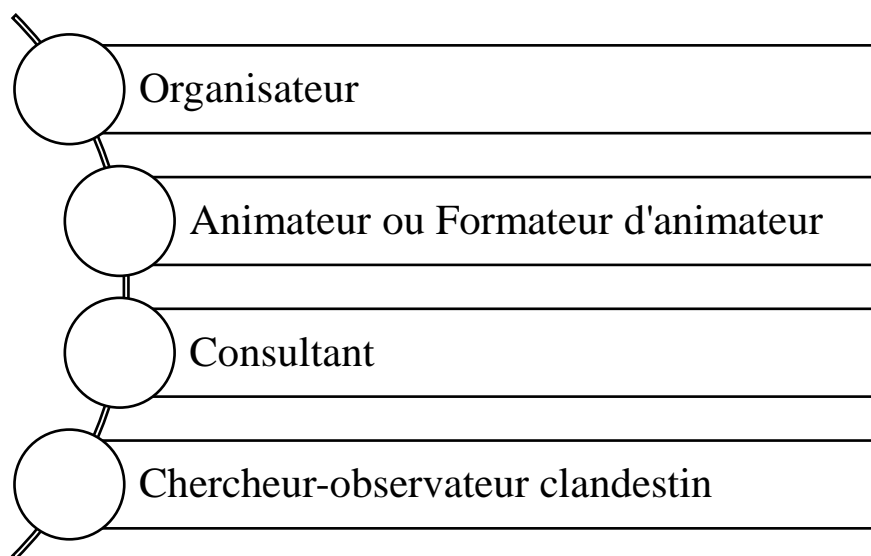 Organisateur
Animateur ou Formateur d'animateur
Consultant
Chercheur-observateur clandestin